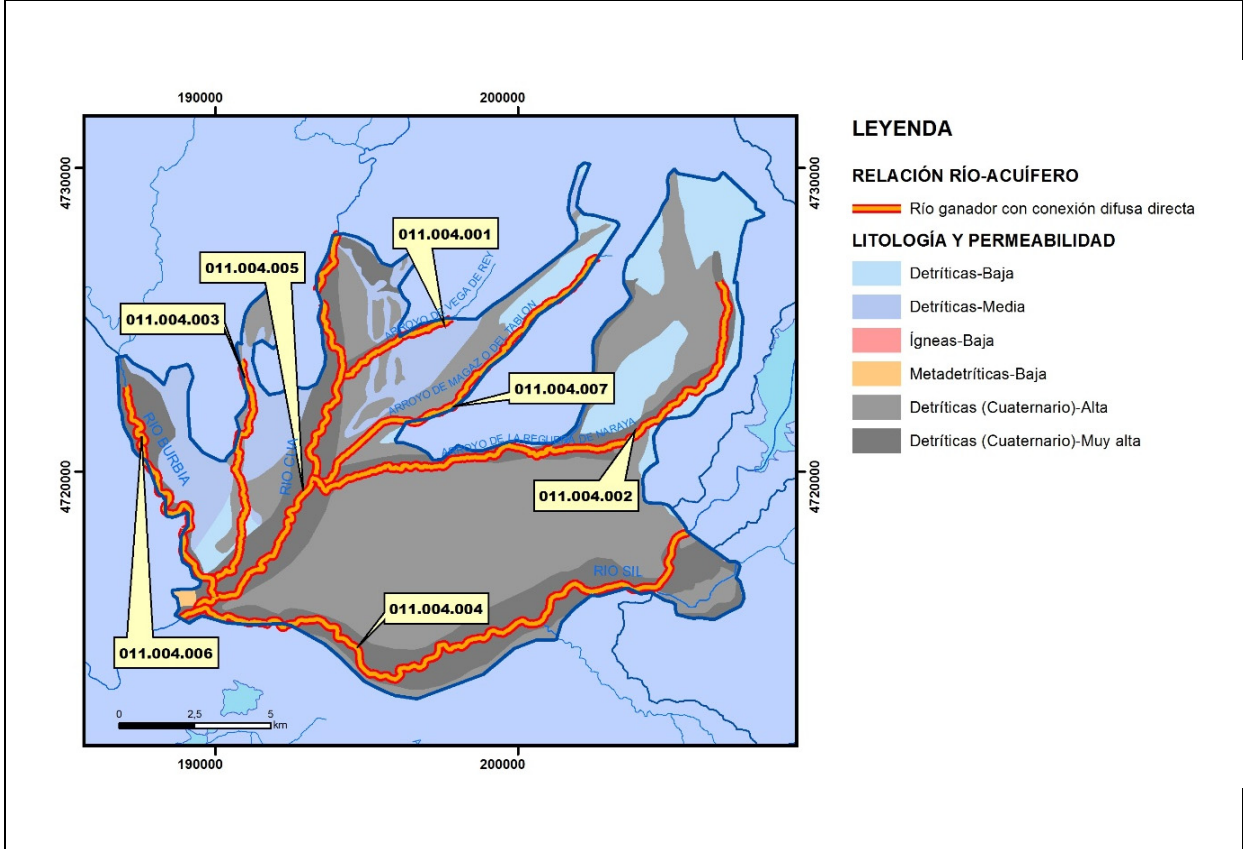 190000
200000
4730000
4730000
4720000
4720000
011.004.001
011.004.005
011.004.003
ARROYO DE VEGA DE REY
ARROYO DE MAGAZ O DEL TABLON
011.004.007
RIO BURBIA
RIO CUA
ARROYO DE LA REGUERA DE NARAYA
011.004.002
RIO SIL
011.004.004
011.004.006
0
2,5
5
km
190000
200000
LEYENDA
RELACIÓN RÍO-ACUÍFERO
Río ganador con conexión difusa directa
LITOLOGÍA Y PERMEABILIDAD
Detríticas-Baja
Detríticas-Media
Ígneas-Baja
Metadetríticas-Baja
Detríticas (Cuaternario)-Alta
Detríticas (Cuaternario)-Muy alta